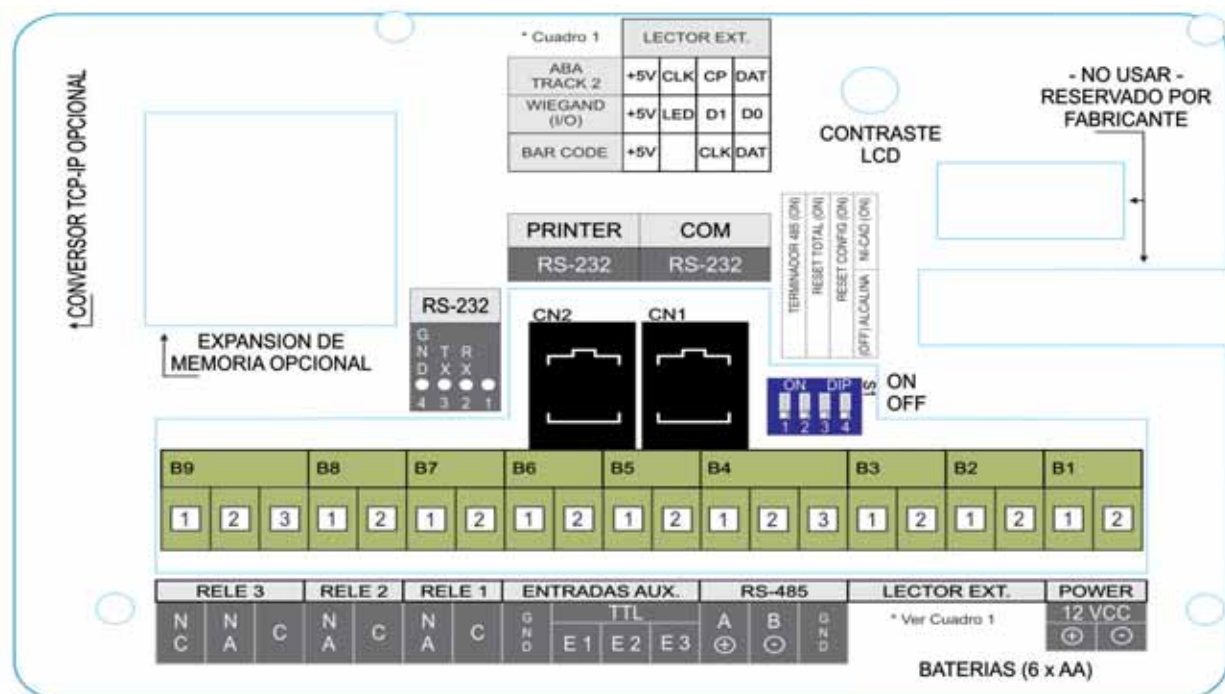 * Cuadro 1 LECTOR EXT.
ABA TRACK 2 +5V CLK CP DAT
WIEGAND (I/O) +5V LED D1 D0
BAR CODE +5V CLK DAT
CONVERSOR TCP-IP OPCIONAL
EXPANSION DE
MEMORIA OPCIONAL
CONTRASTE
LCD
- NO USAR -
RESERVADO POR
FABRICANTE
PRINTER COM
RS-232 RS-232
TERMINADOR 485 (ON)
RESET TOTAL (ON)
RESET CONFIG (ON)
(OFF) ALCALINA NI-CAD (ON)
RS-232
GND TX RX
4 3 2 1
CN2 CN1
ON DIP
1 2 3 4
S1
ON
OFF
B9 B8 B7 B6 B5 B4 B3 B2 B1
1 2 3 1 2 1 2 1 2 1 2 1 2 3 1 2 1 2 1 2
RELE 3 RELE 2 RELE 1 ENTRADAS AUX. RS-485 LECTOR EXT. POWER
NC NA C NA C NA C GND TTL E1 E2 E3 A + B - GND * Ver Cuadro 1 12 VCC + -
BATERIAS (6 x AA)